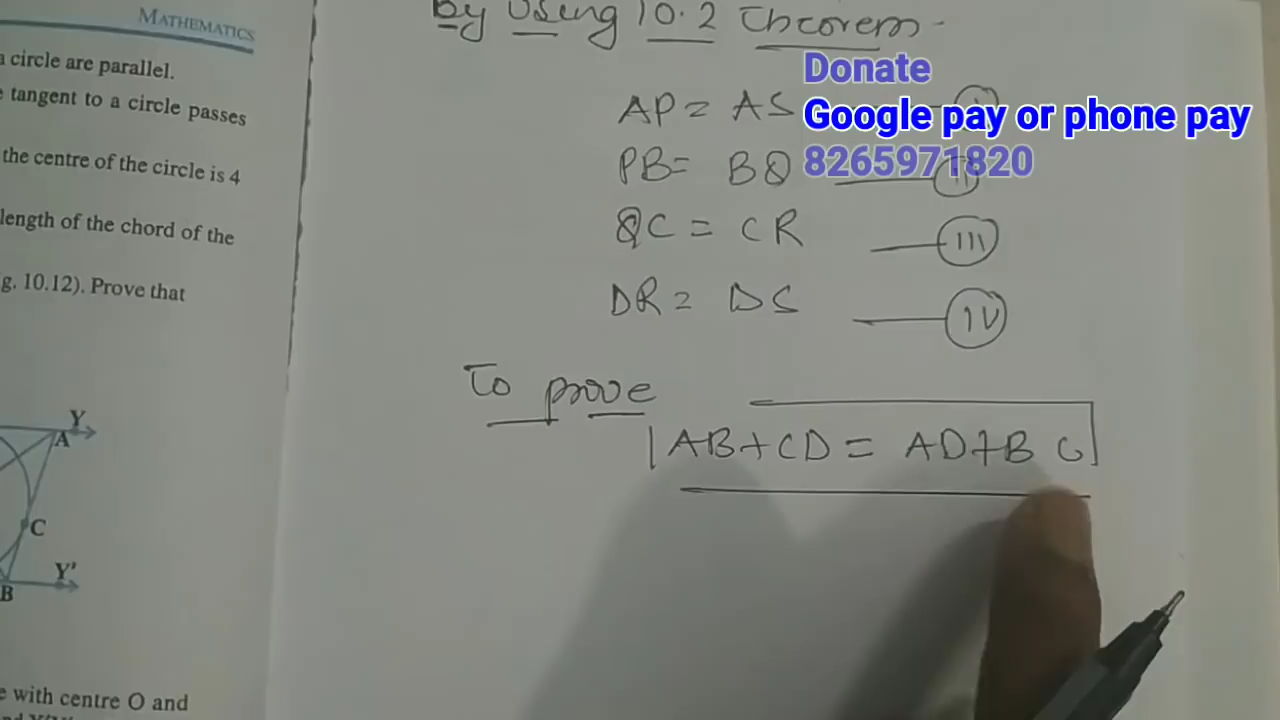 MATHEMATICS
a circle are parallel.
tangent to a circle passes
the centre of the circle is 4
length of the chord of the
g. 10.12). Prove that
Y
A
C
Y'
B
with centre O and
By Using 10.2 Theorem
Donate
Google pay or phone pay
8265971820
AP = AS
PB = BQ II
QC = CR III
DR = DS IV
To prove
AB + CD = AD + BC